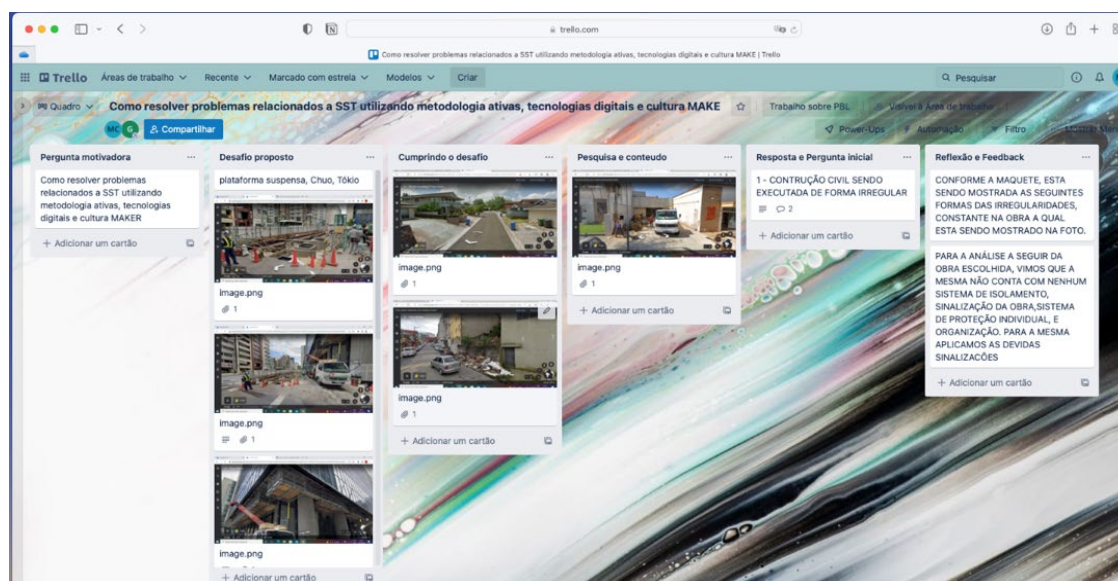 trello.com
Como resolver problemas relacionados a SST utilizando metodologia ativas, tecnologias digitais e cultura MAKE | Trello
Trello Áreas de trabalho Recente Marcado com estrela Modelos Criar Pesquisar
Quadro Como resolver problemas relacionados a SST utilizando metodologia ativas, tecnologias digitais e cultura MAKE Trabalho sobre PBL Visível à Área de trabalho
MC G Compartilhar Power-Ups Automação Filtro Mostrar Menu
Pergunta motivadora
Como resolver problemas
relacionados a SST utilizando
metodologia ativas, tecnologias
digitais e cultura MAKER
+ Adicionar um cartão
Desafio proposto
plataforma suspensa, Chuo, Tókio
image.png
1
image.png
1
image.png
+ Adicionar um cartão
Cumprindo o desafio
image.png
1
image.png
1
+ Adicionar um cartão
Pesquisa e conteudo
image.png
1
+ Adicionar um cartão
Resposta e Pergunta inicial
1 - CONTRUÇÃO CIVIL SENDO
EXECUTADA DE FORMA IRREGULAR
2
+ Adicionar um cartão
Reflexão e Feedback
CONFORME A MAQUETE, ESTA
SENDO MOSTRADA AS SEGUINTES
FORMAS DAS IRREGULARIDADES,
CONSTANTE NA OBRA A QUAL
ESTA SENDO MOSTRADO NA FOTO.
PARA A ANÁLISE A SEGUIR DA
OBRA ESCOLHIDA, VIMOS QUE A
MESMA NÃO CONTA COM NENHUM
SISTEMA DE ISOLAMENTO,
SINALIZAÇÃO DA OBRA,SISTEMA
DE PROTEÇÃO INDIVIDUAL, E
ORGANIZAÇÃO. PARA A MESMA
APLICAMOS AS DEVIDAS
SINALIZACÕES
+ Adicionar um cartão